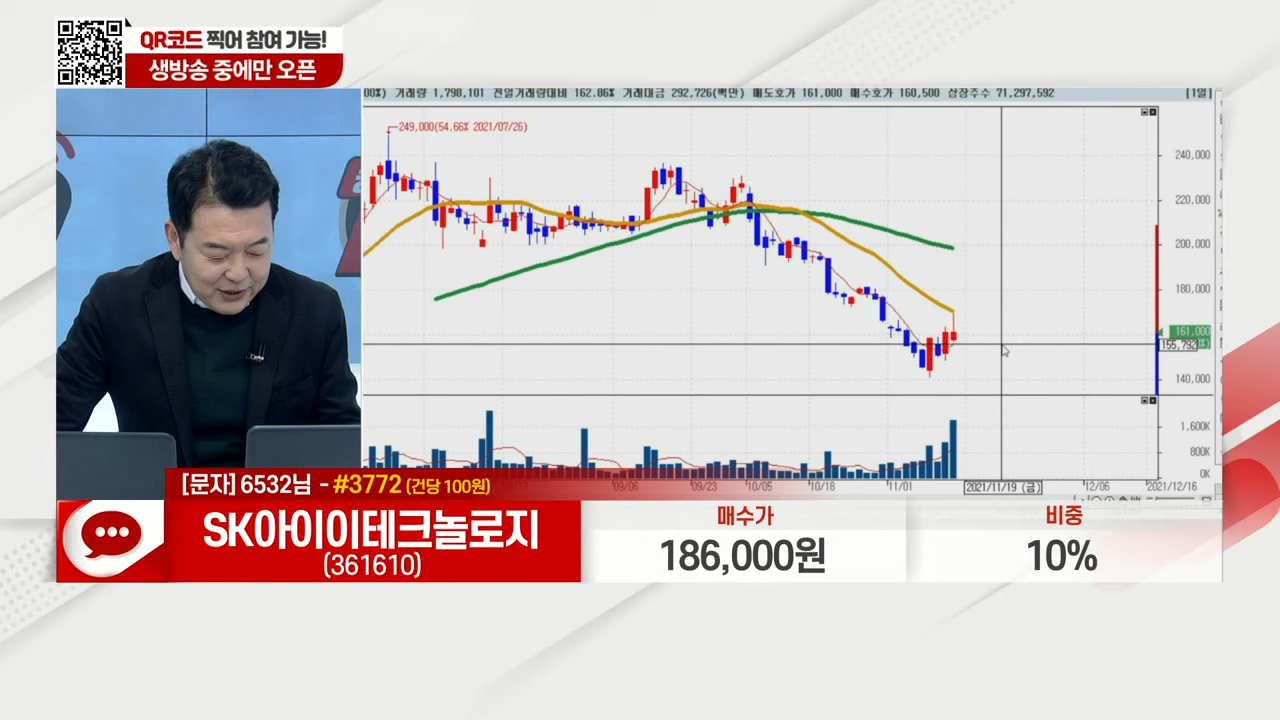 QR코드 찍어 참여 가능!
생방송 중에만 오픈
00%) 거래량 1,798,101 전일거래량대비 162.86% 거래대금 292,726(백만) 매도호가 161,000 매수호가 160,500 상장주수 71,297,592 [1일]
249,000(54.66% 2021/07/26)
240,000
220,000
200,000
180,000
161,000
155,793
140,000
1,600K
800K
0K
09/06 09/23 10/05 10/18 11/01 2021/11/19 (금) 12/06 2021/12/16
[문자] 6532님 - #3772 (건당 100원)
SK아이이테크놀로지
(361610)
매수가
186,000원
비중
10%